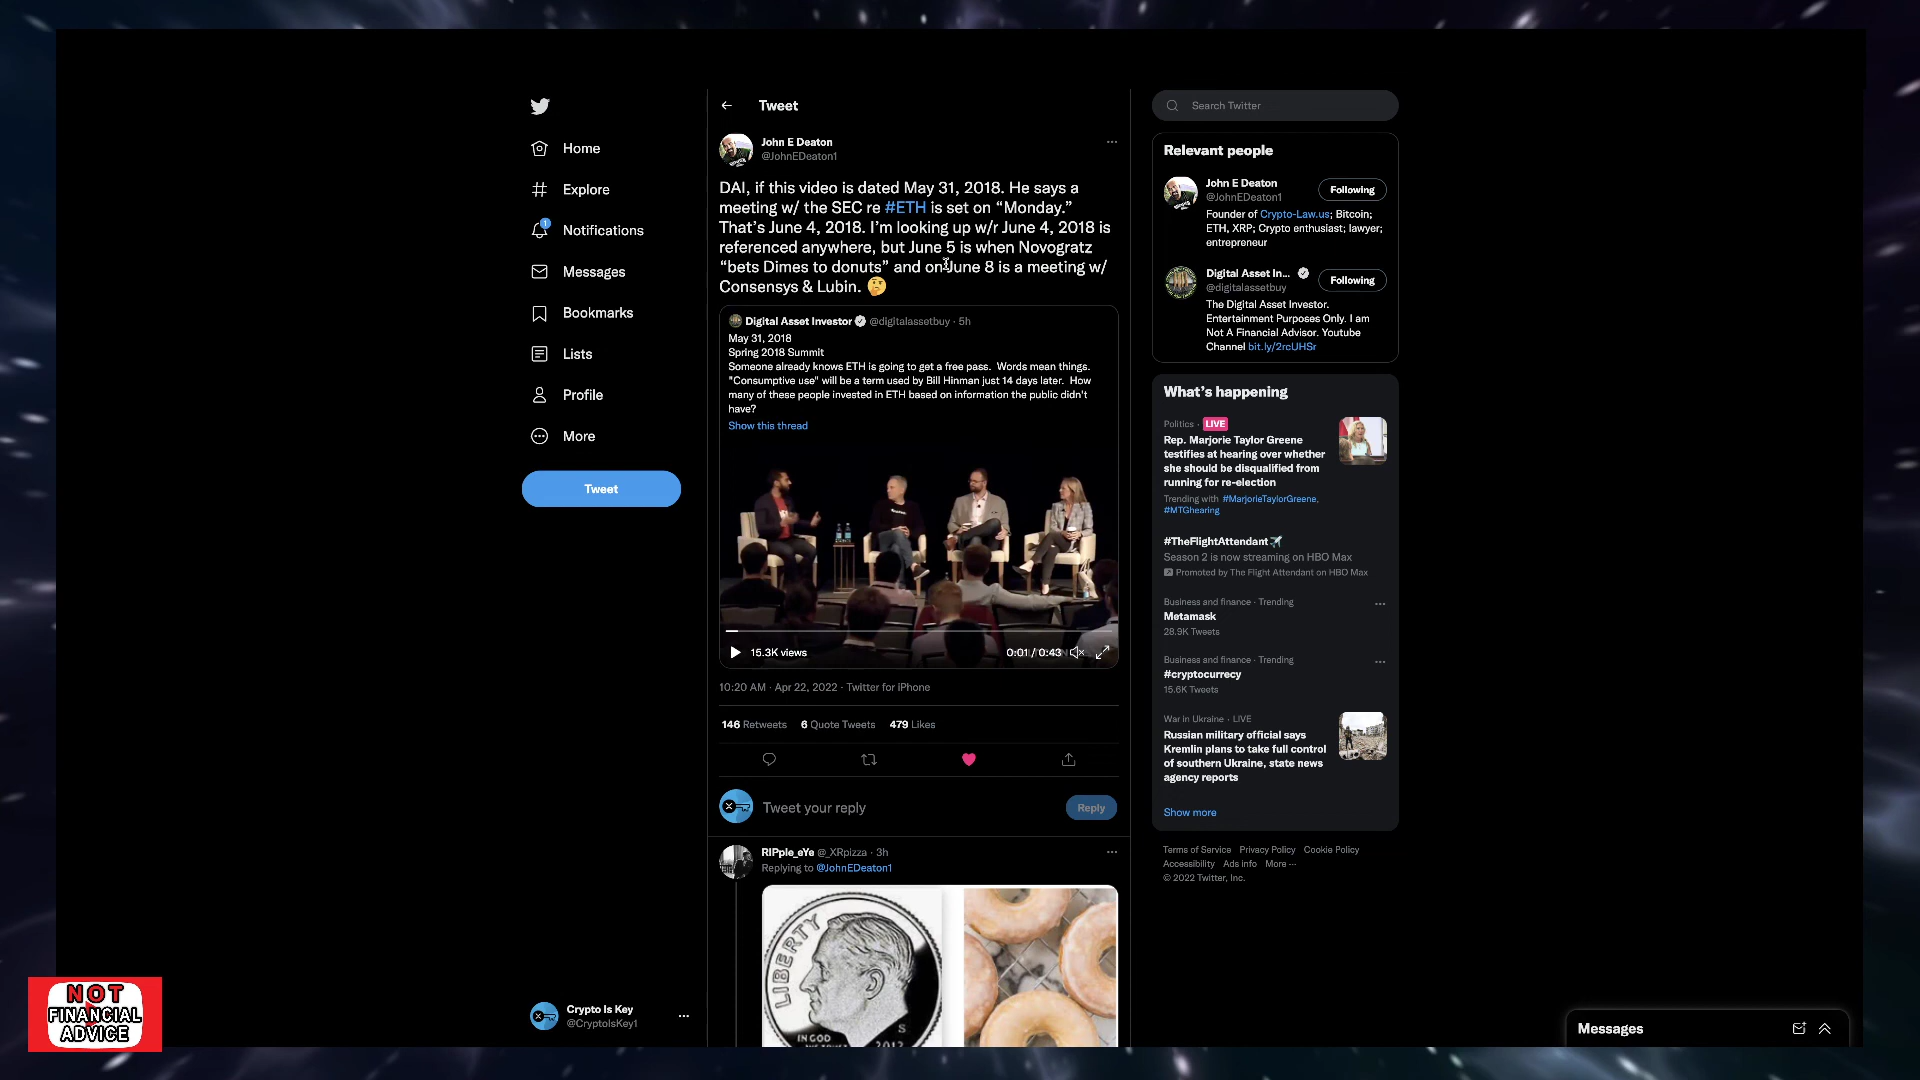 Home
Explore
1
Notifications
Messages
Bookmarks
Lists
Profile
More
Tweet
Crypto Is Key
@CryptoIsKey1
Tweet
John E Deaton
@JohnEDeaton1
DAI, if this video is dated May 31, 2018. He says a
meeting w/ the SEC re #ETH is set on “Monday.”
That’s June 4, 2018. I’m looking up w/r June 4, 2018 is
referenced anywhere, but June 5 is when Novogratz
“bets Dimes to donuts” and on June 8 is a meeting w/
Consensys & Lubin. 🤔
Digital Asset Investor @digitalassetbuy · 5h
May 31, 2018
Spring 2018 Summit
Someone already knows ETH is going to get a free pass. Words mean things.
"Consumptive use" will be a term used by Bill Hinman just 14 days later. How
many of these people invested in ETH based on information the public didn't
have?
Show this thread
15.3K views
0:01 / 0:43
10:20 AM · Apr 22, 2022 · Twitter for iPhone
146 Retweets 6 Quote Tweets 479 Likes
Tweet your reply
Reply
RIPple_eYe @_XRpizza · 3h
Replying to @JohnEDeaton1
LIBERTY
IN GOD
S
2012
Search Twitter
Relevant people
John E Deaton
@JohnEDeaton1
Following
Founder of Crypto-Law.us; Bitcoin;
ETH, XRP; Crypto enthusiast; lawyer;
entrepreneur
Digital Asset In...
@digitalassetbuy
Following
The Digital Asset Investor.
Entertainment Purposes Only. I am
Not A Financial Advisor. Youtube
Channel bit.ly/2rcUHSr
What’s happening
Politics · LIVE
Rep. Marjorie Taylor Greene
testifies at hearing over whether
she should be disqualified from
running for re-election
Trending with #MarjorieTaylorGreene,
#MTGhearing
#TheFlightAttendant
Season 2 is now streaming on HBO Max
Promoted by The Flight Attendant on HBO Max
Business and finance · Trending
Metamask
28.9K Tweets
Business and finance · Trending
#cryptocurrecy
15.6K Tweets
War in Ukraine · LIVE
Russian military official says
Kremlin plans to take full control
of southern Ukraine, state news
agency reports
Show more
Terms of Service Privacy Policy Cookie Policy
Accessibility Ads info More ···
© 2022 Twitter, Inc.
Messages
NOT
FINANCIAL
ADVICE